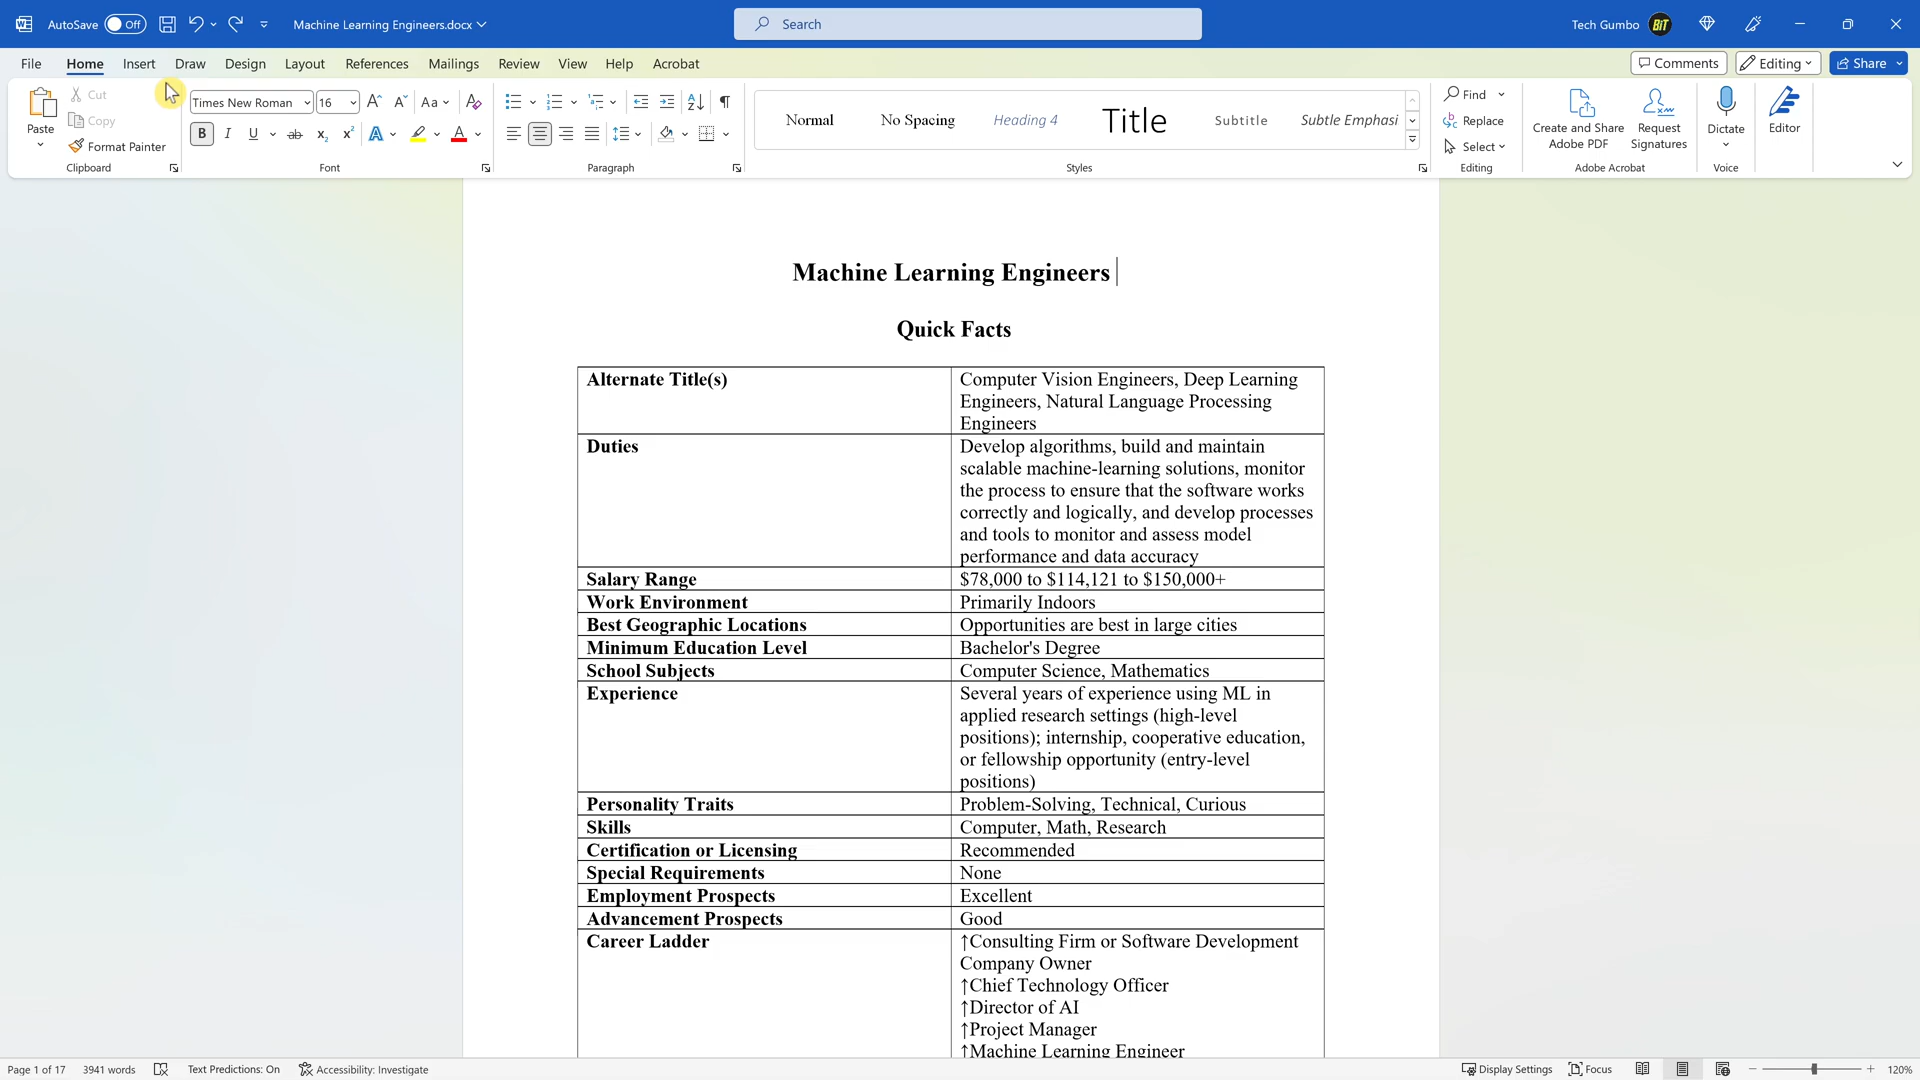 AutoSave Off Machine Learning Engineers.docx Search Tech Gumbo BiT
File Home Insert Draw Design Layout References Mailings Review View Help Acrobat Comments Editing Share
Paste
Cut
Copy
Format Painter
Clipboard
Times New Roman 16 Aa
B I U ab x₂ x² A A
Font
Paragraph
Normal No Spacing Heading 4 Title Subtitle Subtle Emphasi
Styles
Find
Replace
Select
Editing
Create and Share
Adobe PDF
Request
Signatures
Adobe Acrobat
Dictate
Voice
Editor
Machine Learning Engineers
Quick Facts
Alternate Title(s) Computer Vision Engineers, Deep Learning
Engineers, Natural Language Processing
Engineers
Duties Develop algorithms, build and maintain
scalable machine-learning solutions, monitor
the process to ensure that the software works
correctly and logically, and develop processes
and tools to monitor and assess model
performance and data accuracy
Salary Range $78,000 to $114,121 to $150,000+
Work Environment Primarily Indoors
Best Geographic Locations Opportunities are best in large cities
Minimum Education Level Bachelor's Degree
School Subjects Computer Science, Mathematics
Experience Several years of experience using ML in
applied research settings (high-level
positions); internship, cooperative education,
or fellowship opportunity (entry-level
positions)
Personality Traits Problem-Solving, Technical, Curious
Skills Computer, Math, Research
Certification or Licensing Recommended
Special Requirements None
Employment Prospects Excellent
Advancement Prospects Good
Career Ladder ↑Consulting Firm or Software Development
Company Owner
↑Chief Technology Officer
↑Director of AI
↑Project Manager
↑Machine Learning Engineer
Page 1 of 17 3941 words Text Predictions: On Accessibility: Investigate Display Settings Focus 120%